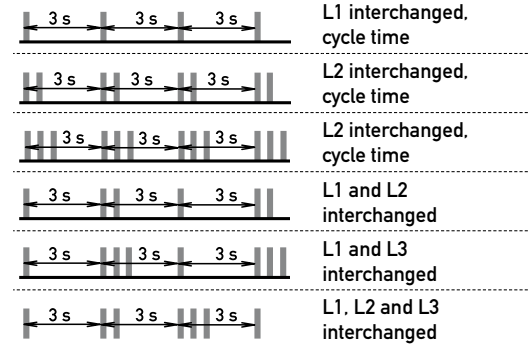 3 s 3 s 3 s L1 interchanged,
cycle time
3 s 3 s 3 s L2 interchanged,
cycle time
3 s 3 s 3 s L2 interchanged,
cycle time
3 s 3 s 3 s L1 and L2
interchanged
3 s 3 s 3 s L1 and L3
interchanged
3 s 3 s 3 s L1, L2 and L3
interchanged